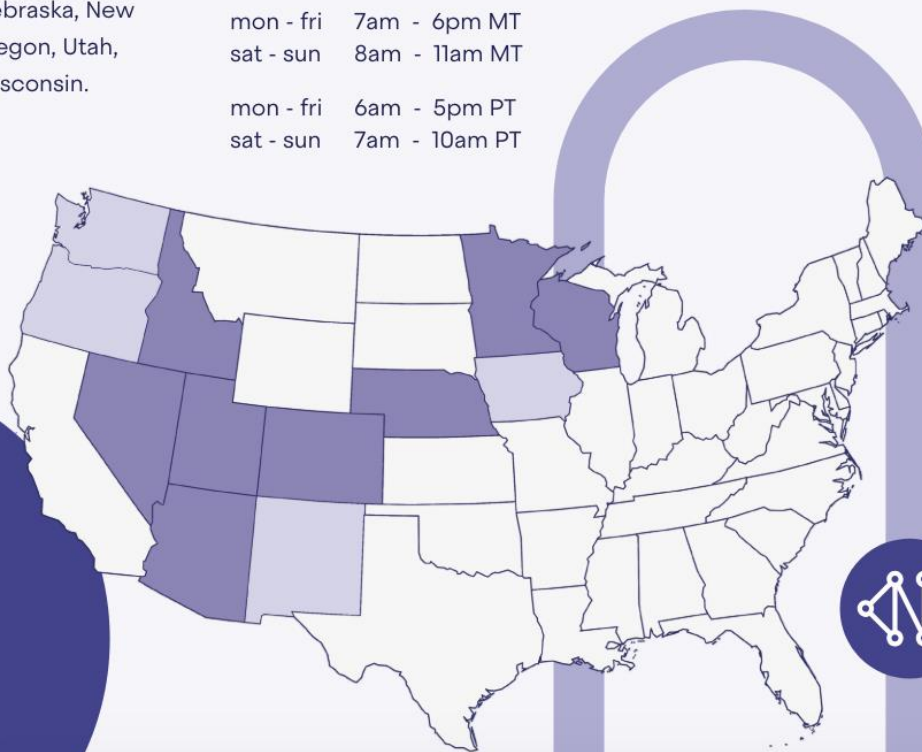 ebraska, New
egon, Utah,
sconsin.
mon - fri 7am - 6pm MT
sat - sun 8am - 11am MT
mon - fri 6am - 5pm PT
sat - sun 7am - 10am PT